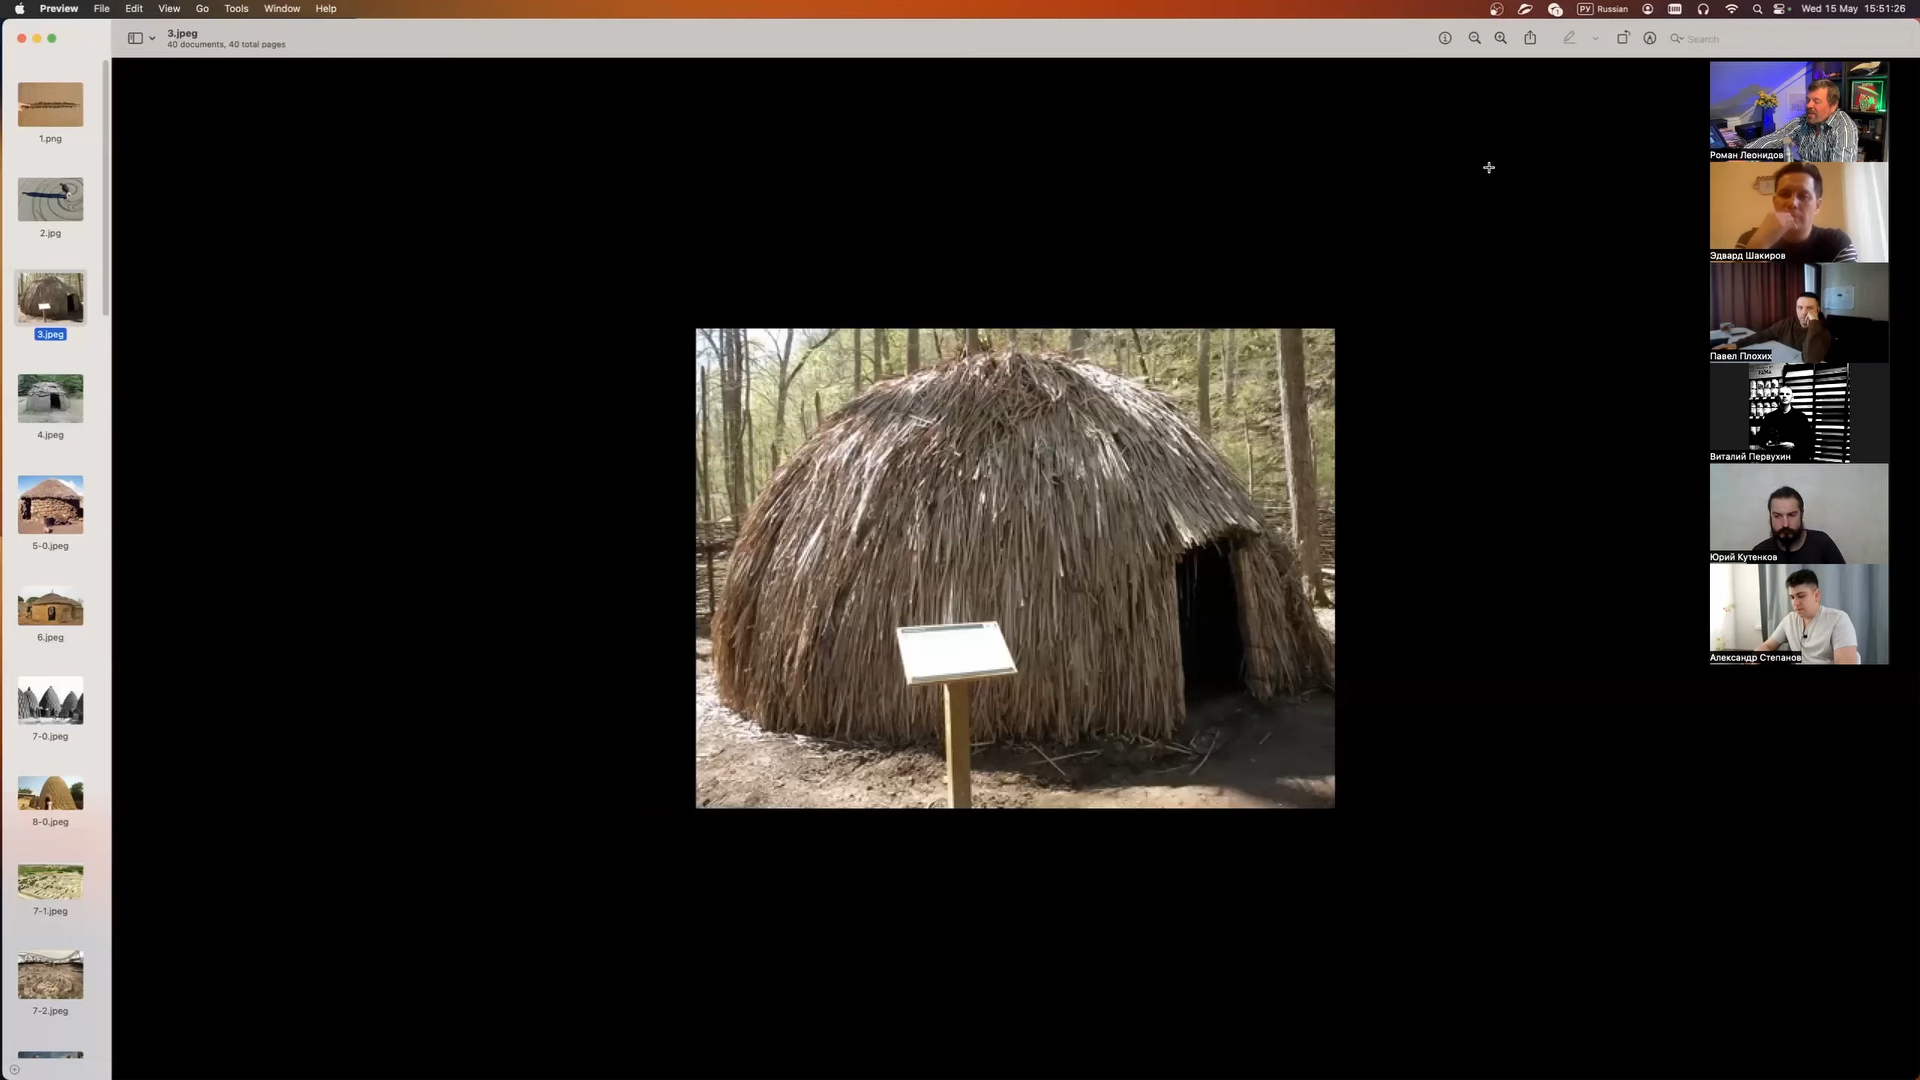 Preview File Edit View Go Tools Window Help
РУ Russian Wed 15 May 15:51:26
3.jpeg
40 documents, 40 total pages
Search
1.png
2.jpg
3.jpeg
4.jpeg
5-0.jpeg
6.jpeg
7-0.jpeg
8-0.jpeg
7-1.jpeg
7-2.jpeg
Роман Леонидов
Эдвард Шакиров
Павел Плохих
Виталий Первухин
Юрий Кутенков
Александр Степанов